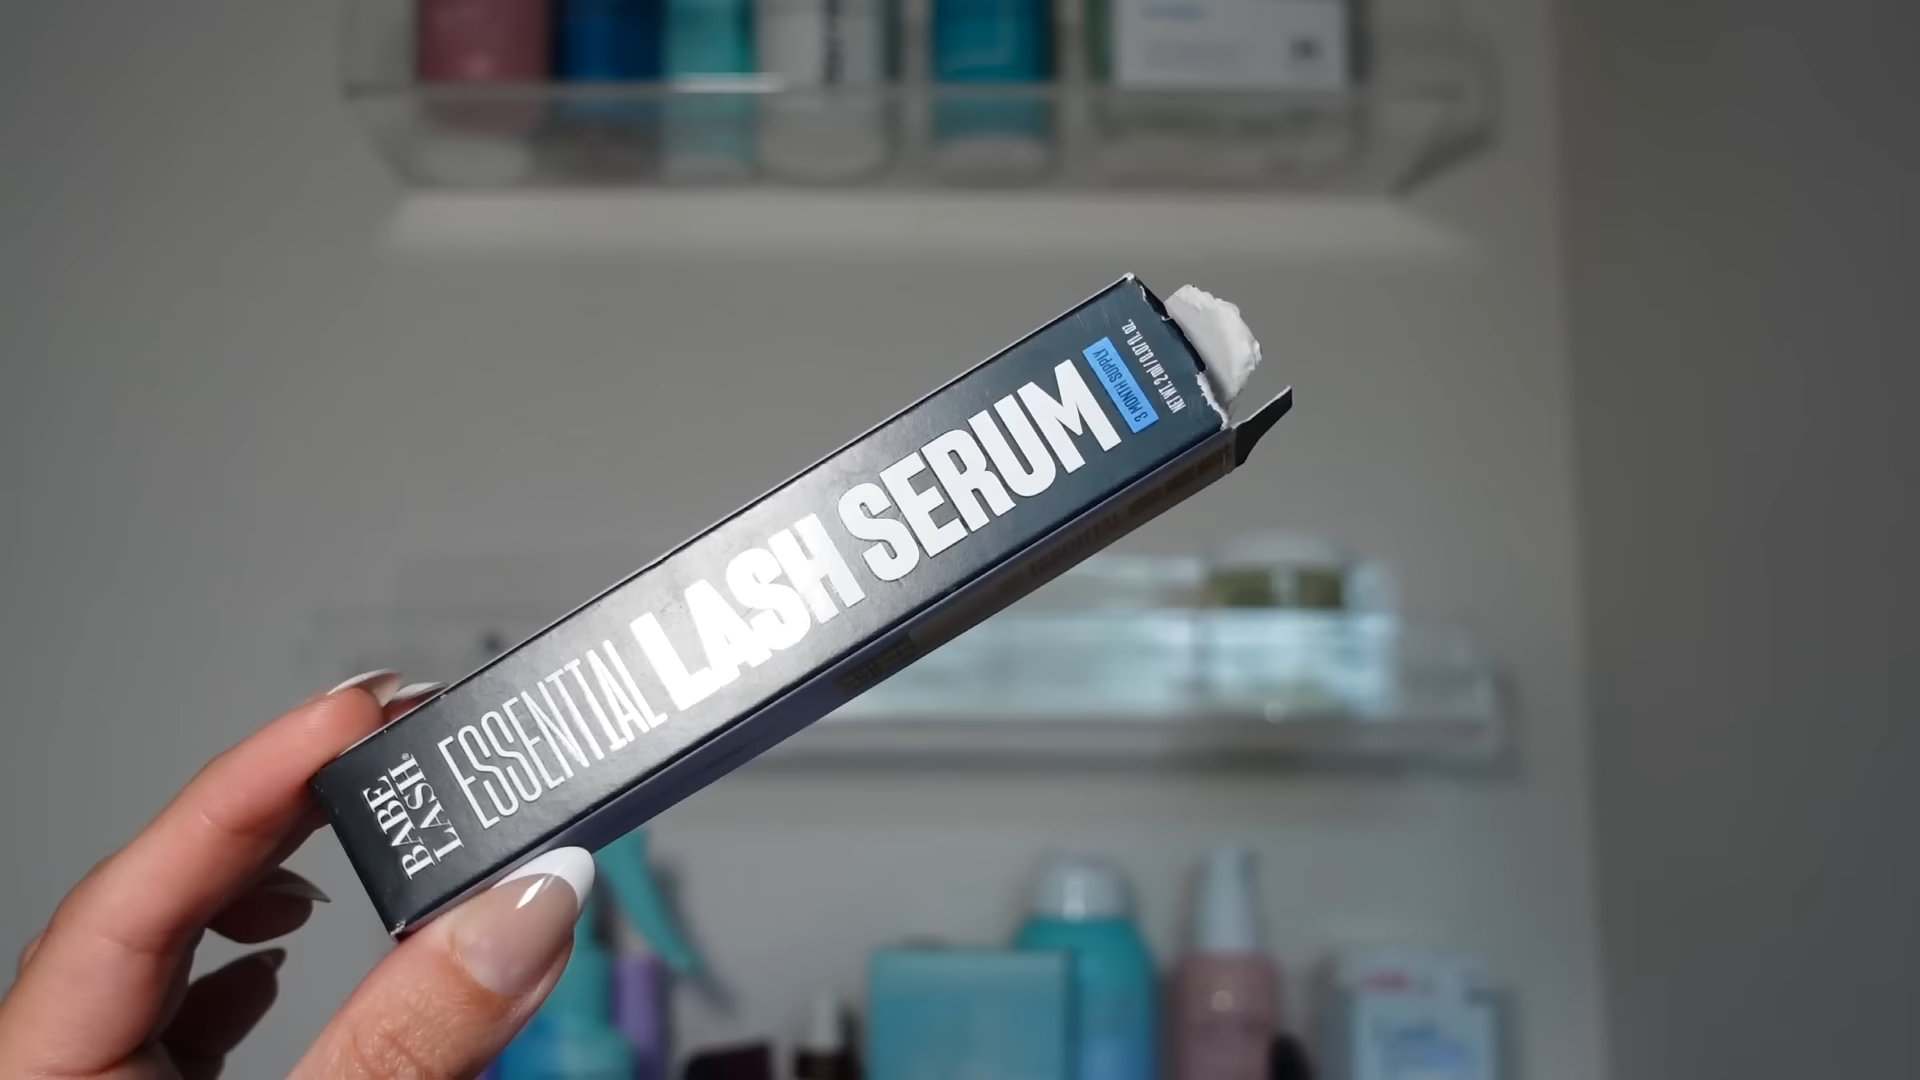 BABE
LASH®
ESSENTIAL LASH SERUM
3 MONTH SUPPLY
NET WT. 2 ml / 0.07 fl. oz.